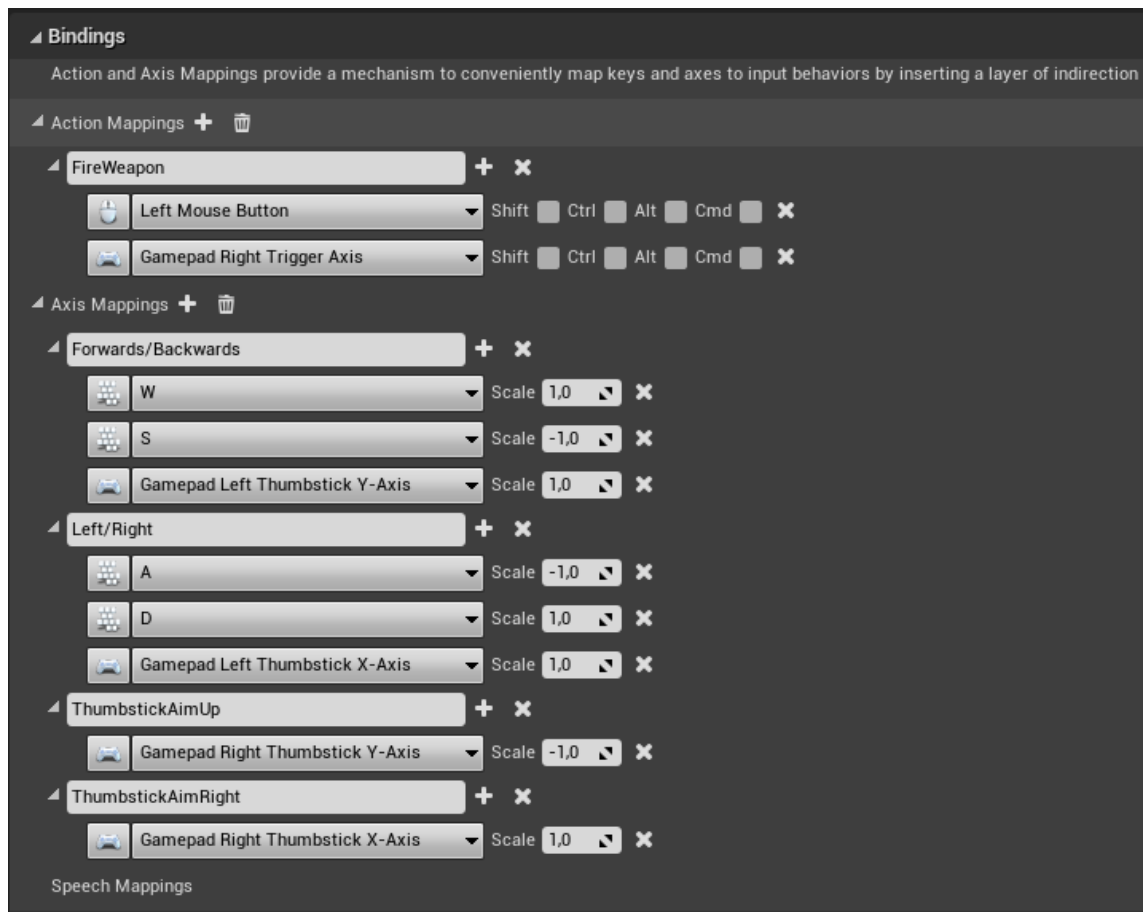 Bindings
Action and Axis Mappings provide a mechanism to conveniently map keys and axes to input behaviors by inserting a layer of indirection
Action Mappings
FireWeapon
Left Mouse Button Shift Ctrl Alt Cmd
Gamepad Right Trigger Axis Shift Ctrl Alt Cmd
Axis Mappings
Forwards/Backwards
W Scale 1,0
S Scale -1,0
Gamepad Left Thumbstick Y-Axis Scale 1,0
Left/Right
A Scale -1,0
D Scale 1,0
Gamepad Left Thumbstick X-Axis Scale 1,0
ThumbstickAimUp
Gamepad Right Thumbstick Y-Axis Scale -1,0
ThumbstickAimRight
Gamepad Right Thumbstick X-Axis Scale 1,0
Speech Mappings